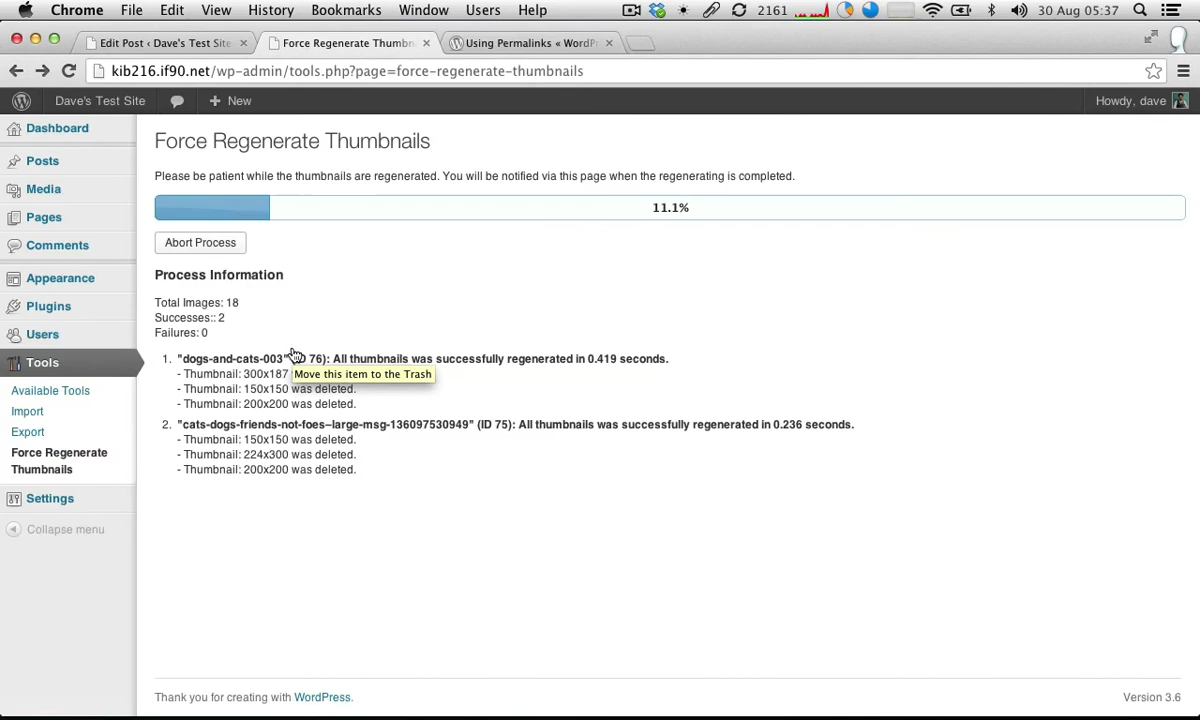 Chrome File Edit View History Bookmarks Window Users Help 2161 30 Aug 05:37
Edit Post ‹ Dave's Test Site × Force Regenerate Thumbn × Using Permalinks « WordP ×
kib216.if90.net/wp-admin/tools.php?page=force-regenerate-thumbnails
Dave's Test Site + New Howdy, dave
Dashboard
Posts
Media
Pages
Comments
Appearance
Plugins
Users
Tools
Available Tools
Import
Export
Force Regenerate
Thumbnails
Settings
Collapse menu
Force Regenerate Thumbnails
Please be patient while the thumbnails are regenerated. You will be notified via this page when the regenerating is completed.
11.1%
Abort Process
Process Information
Total Images: 18
Successes:: 2
Failures: 0
1. "dogs-and-cats-003" 76): All thumbnails was successfully regenerated in 0.419 seconds.
- Thumbnail: 300x187
Move this item to the Trash
- Thumbnail: 150x150 was deleted.
- Thumbnail: 200x200 was deleted.
2. "cats-dogs-friends-not-foes–large-msg-136097530949" (ID 75): All thumbnails was successfully regenerated in 0.236 seconds.
- Thumbnail: 150x150 was deleted.
- Thumbnail: 224x300 was deleted.
- Thumbnail: 200x200 was deleted.
Thank you for creating with WordPress. Version 3.6